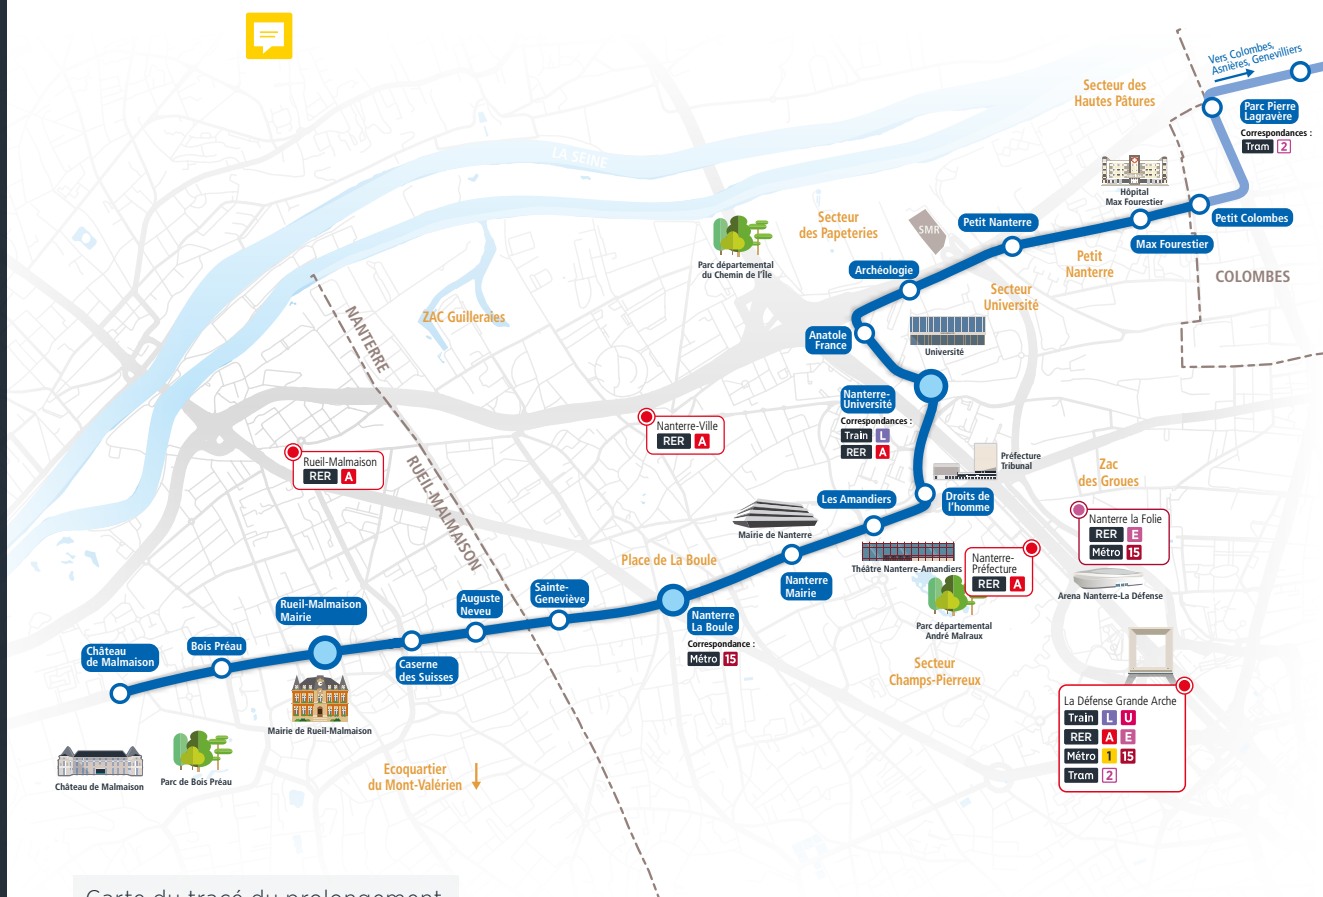 Vers Colombes,
Asnières, Genevilliers
Secteur des
Hautes Pâtures
Parc Pierre
Lagravère
Correspondances :
Tram 2
LA SEINE
Hôpital
Max Fourestier
Petit Colombes
Secteur
des Papeteries
SMR
Petit Nanterre
Max Fourestier
Parc départemental
du Chemin de l'Île
Archéologie
Petit
Nanterre
COLOMBES
Secteur
Université
ZAC Guilleraies
NANTERRE
Anatole
France
Université
Nanterre-
Université
Correspondances :
Train L
RER A
Nanterre-Ville
RER A
Rueil-Malmaison
RER A
RUEIL-MALMAISON
Préfecture
Tribunal
Zac
des Groues
Les Amandiers
Droits de
l'homme
Nanterre la Folie
RER E
Métro 15
Mairie de Nanterre
Place de La Boule
Théâtre Nanterre-Amandiers
Nanterre-
Préfecture
RER A
Nanterre
Mairie
Arena Nanterre-La Défense
Sainte-
Geneviève
Auguste
Neveu
Rueil-Malmaison
Mairie
Nanterre
La Boule
Correspondance :
Métro 15
Parc départemental
André Malraux
Bois Préau
Château
de Malmaison
Caserne
des Suisses
Secteur
Champs-Pierreux
La Défense Grande Arche
Train L U
RER A E
Métro 1 15
Tram 2
Mairie de Rueil-Malmaison
Château de Malmaison
Parc de Bois Préau
Ecoquartier
du Mont-Valérien
Carte du tracé du prolongement